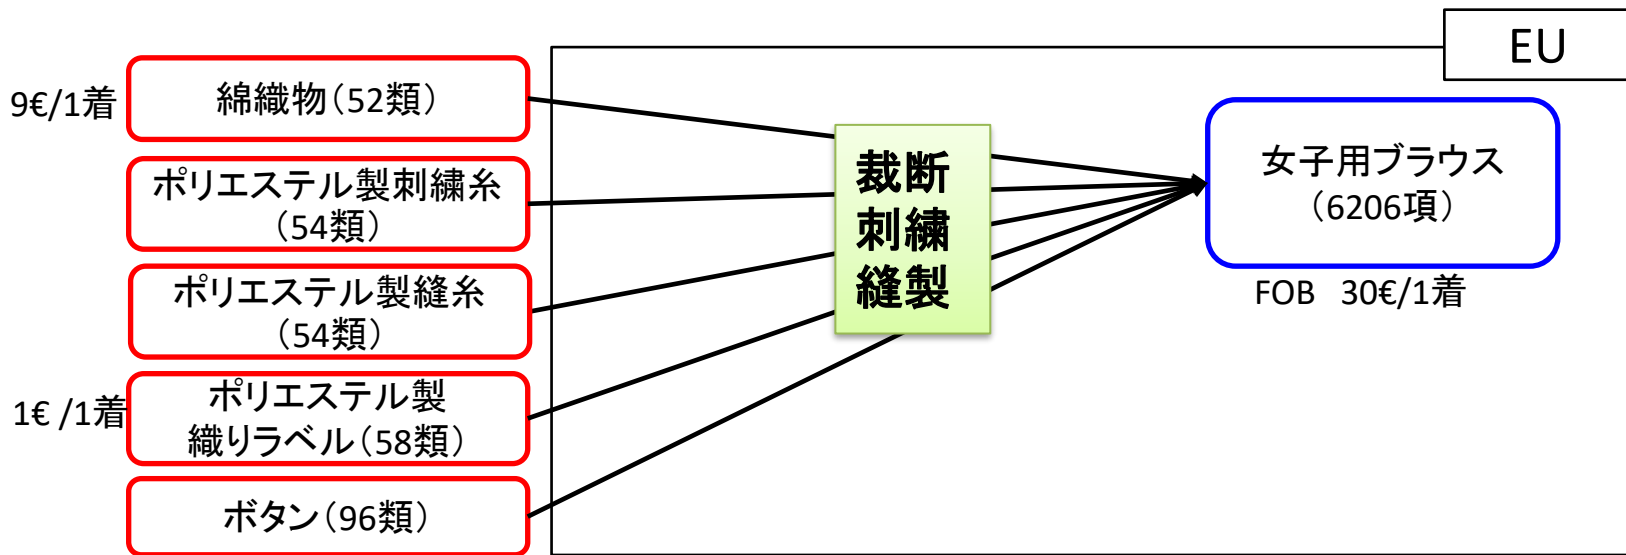 EU
9€/1着
綿織物（52類）
ポリエステル製刺繍糸
（54類）
ポリエステル製縫糸
（54類）
1€ /1着
ポリエステル製
織りラベル（58類）
ボタン（96類）
裁断
刺繍
縫製
女子用ブラウス
（6206項）
FOB 30€/1着